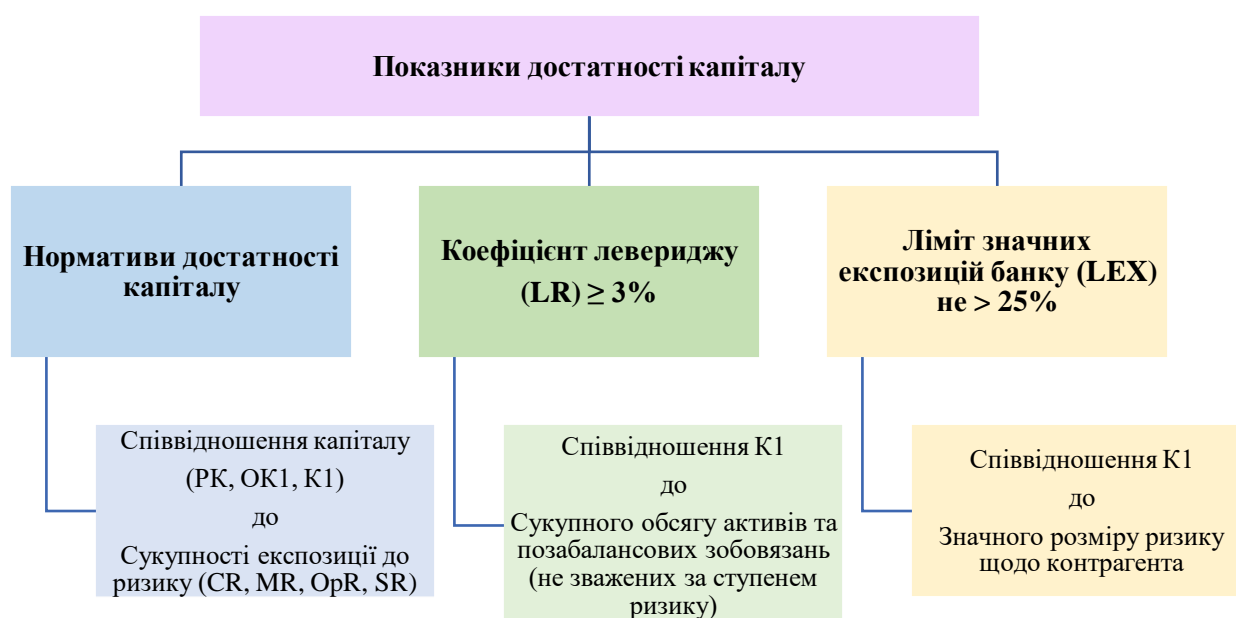 Показники достатності капіталу
Нормативи достатності
капіталу
Коефіцієнт левериджу
(LR) ≥ 3%
Ліміт значних
експозицій банку (LEX)
не > 25%
Співвідношення капіталу
(РК, ОК1, К1)
до
Сукупності експозиції до
ризику (CR, MR, OpR, SR)
Співвідношення К1
до
Сукупного обсягу активів та
позабалансових зобовязань
(не зважених за ступенем
ризику)
Співвідношення К1
до
Значного розміру ризику
щодо контрагента